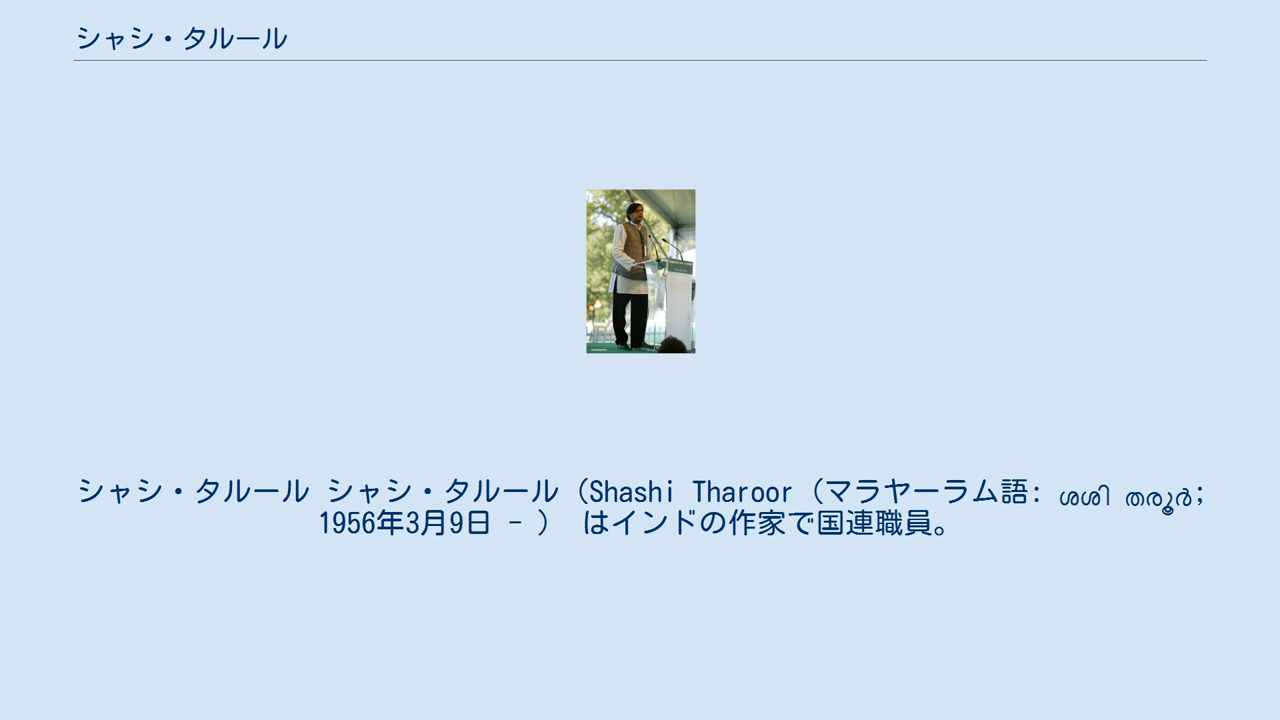 シャシ・タルール
シャシ・タルール シャシ・タルール（Shashi Tharoor（マラヤーラム語: ശശി തരൂർ;
1956年3月9日 - ） はインドの作家で国連職員。